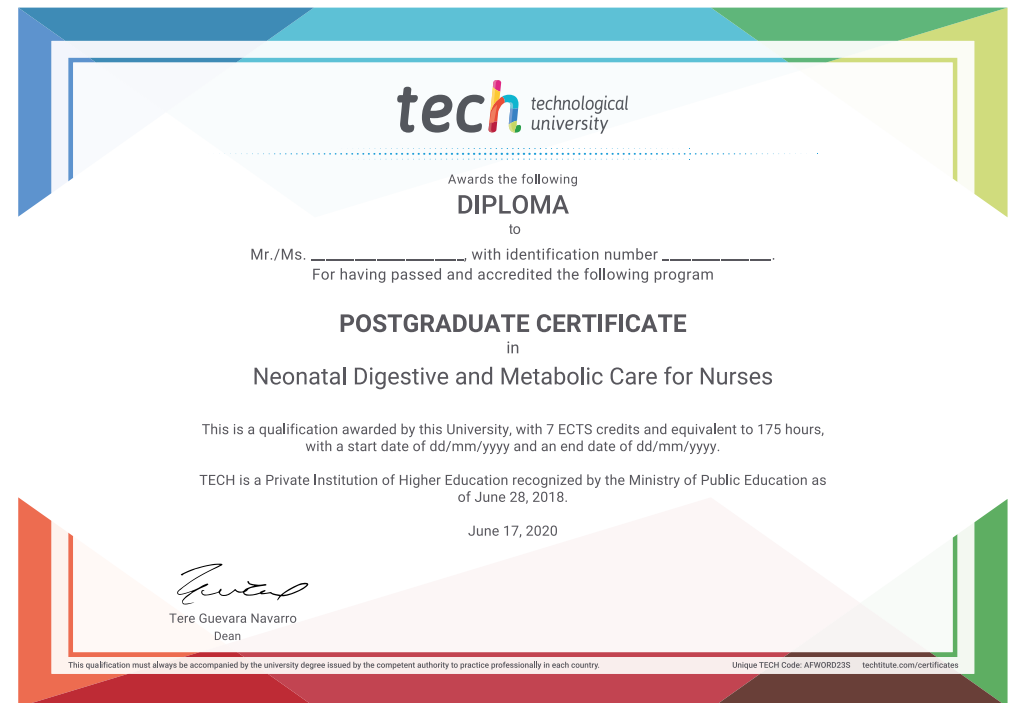 tech technological
university
Awards the following
DIPLOMA
to
Mr./Ms. ____________________, with identification number ______________.
For having passed and accredited the following program
POSTGRADUATE CERTIFICATE
in
Neonatal Digestive and Metabolic Care for Nurses
This is a qualification awarded by this University, with 7 ECTS credits and equivalent to 175 hours,
with a start date of dd/mm/yyyy and an end date of dd/mm/yyyy.
TECH is a Private Institution of Higher Education recognized by the Ministry of Public Education as
of June 28, 2018.
June 17, 2020
Tere Guevara Navarro
Dean
This qualification must always be accompanied by the university degree issued by the competent authority to practice professionally in each country. Unique TECH Code: AFWORD23S techtitute.com/certificates